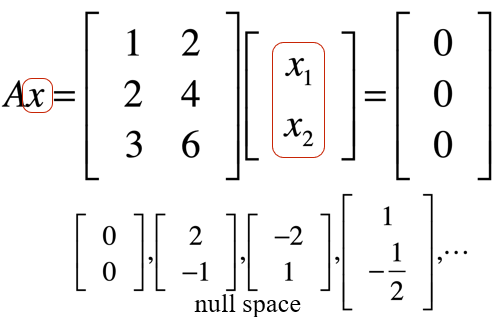 Ax = [1 2; 2 4; 3 6] [x₁; x₂] = [0; 0; 0]
[0; 0], [2; −1], [−2; 1], [1; −1/2], ⋯
null space